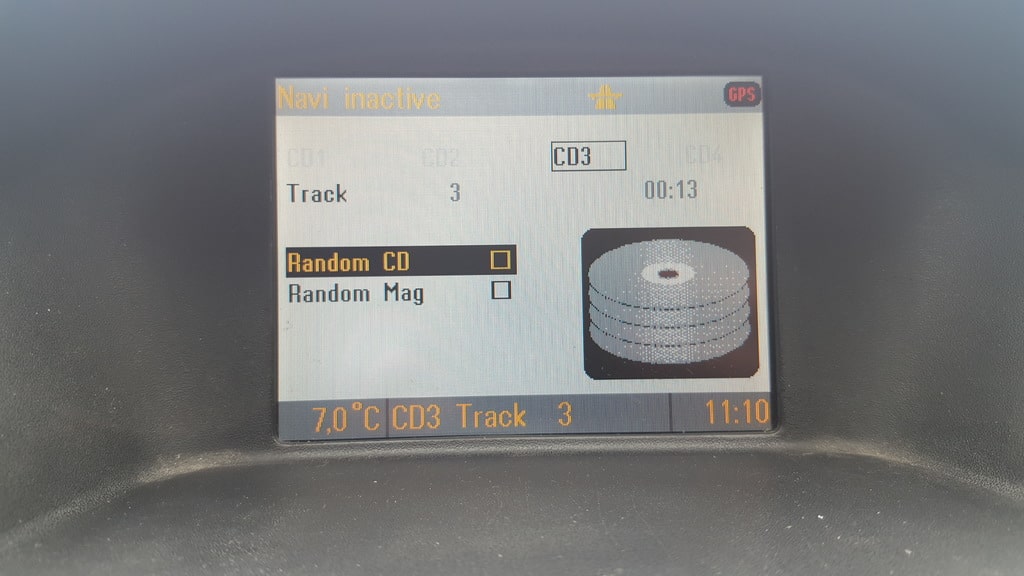 Navi inactive GPS
CD1 CD2 CD3 CD4
Track 3 00:13
Random CD
Random Mag
7,0°C CD3 Track 3 11:10